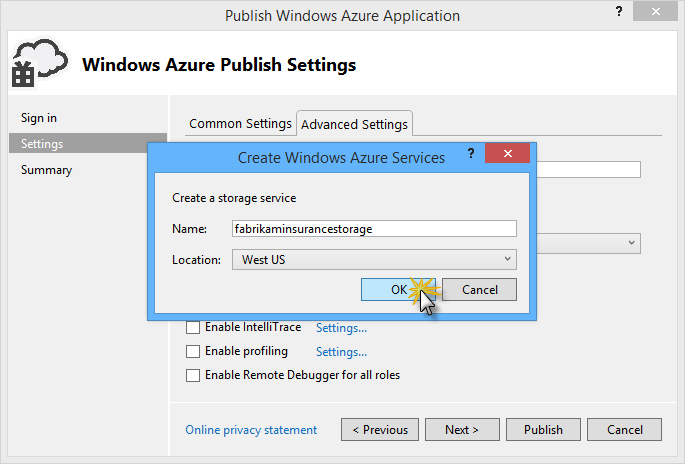 Publish Windows Azure Application
?
Windows Azure Publish Settings
Sign in
Settings
Summary
Common Settings
Advanced Settings
Create Windows Azure Services
?
Create a storage service
Name: fabrikaminsurancestorage
Location: West US
OK
Cancel
Enable IntelliTrace Settings...
Enable profiling Settings...
Enable Remote Debugger for all roles
Online privacy statement
< Previous
Next >
Publish
Cancel